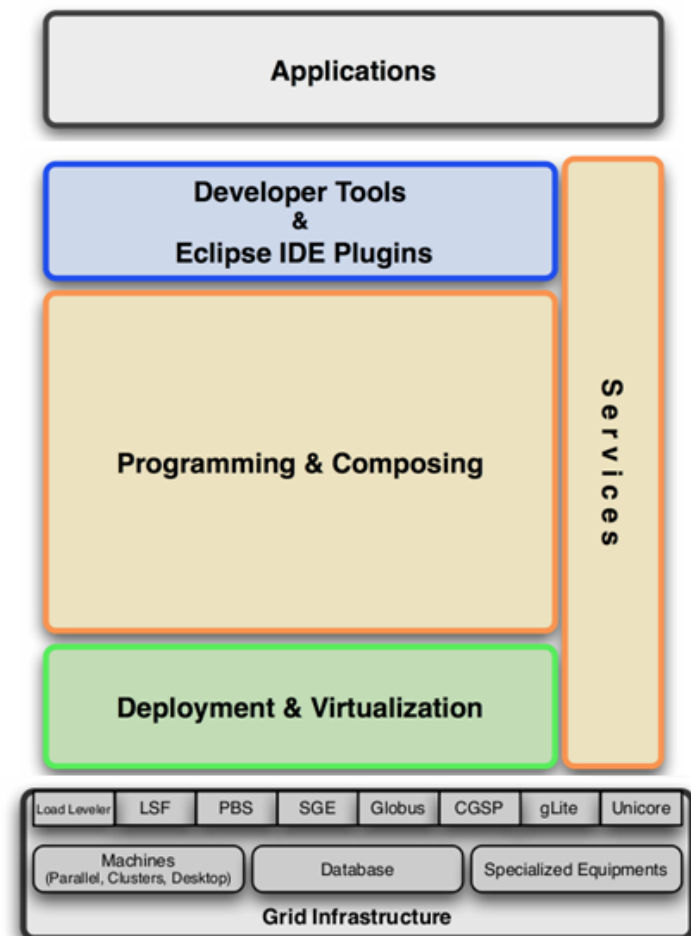 Applications
Developer Tools
&
Eclipse IDE Plugins
Programming & Composing
Services
Deployment & Virtualization
Load Leveler LSF PBS SGE Globus CGSP gLite Unicore
Machines
(Parallel, Clusters, Desktop)
Database
Specialized Equipments
Grid Infrastructure